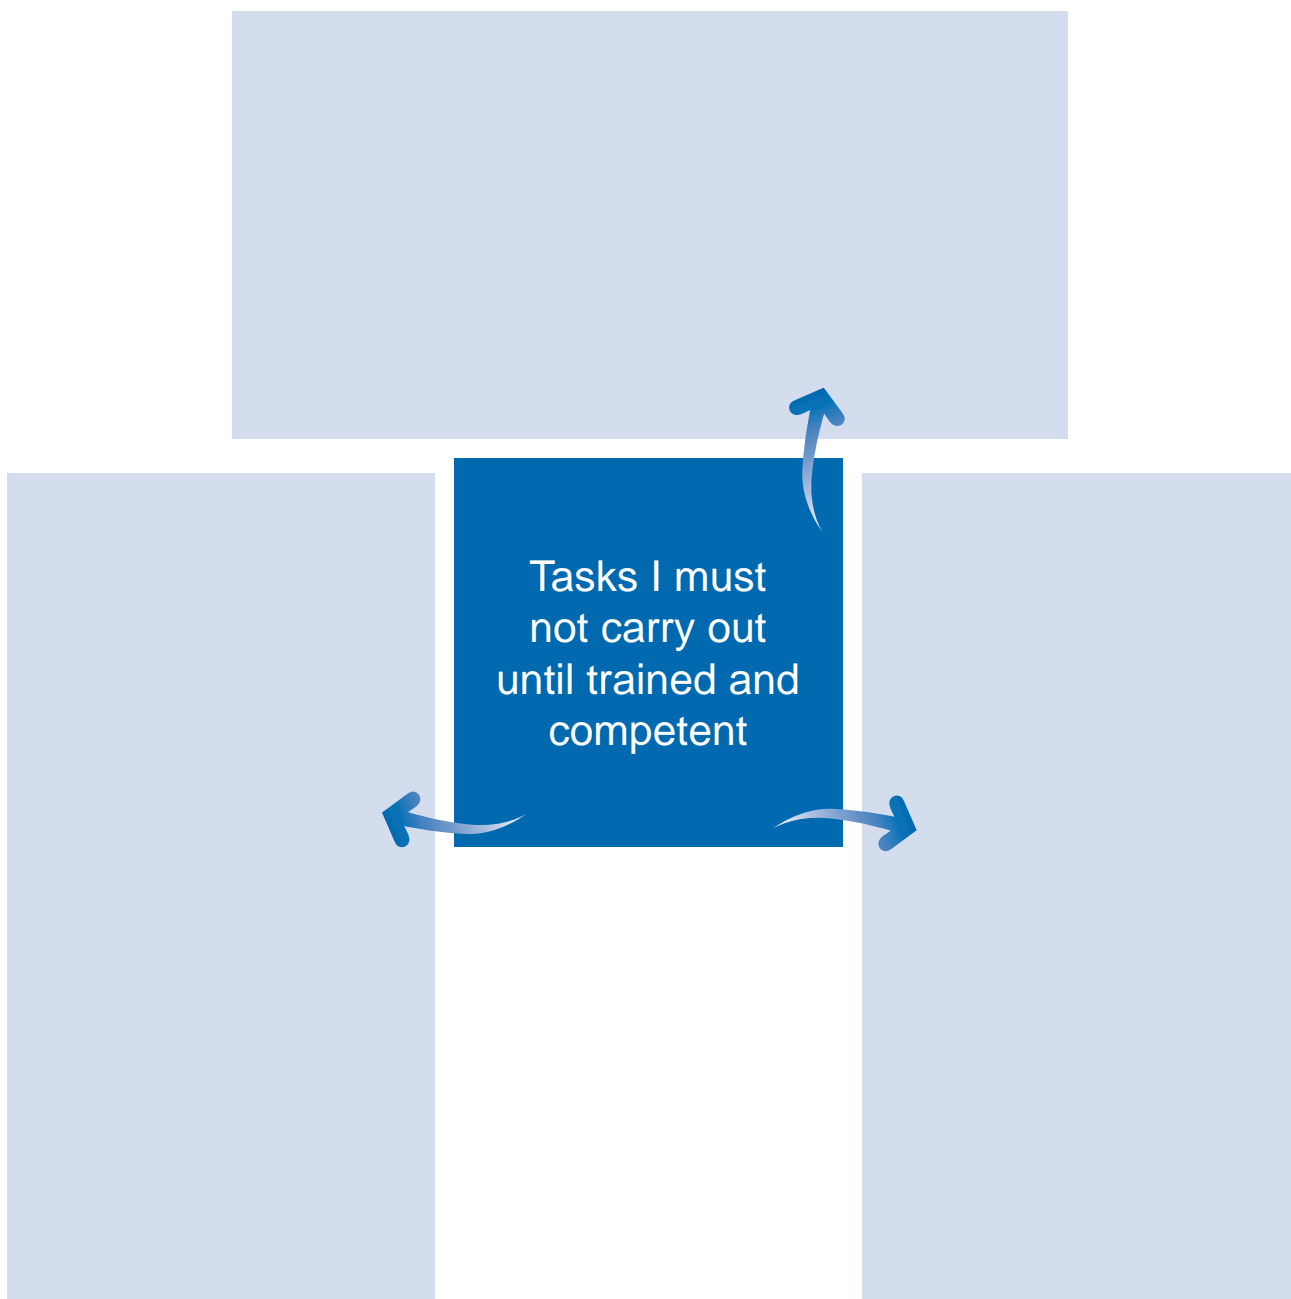 Tasks I must
not carry out
until trained and
competent